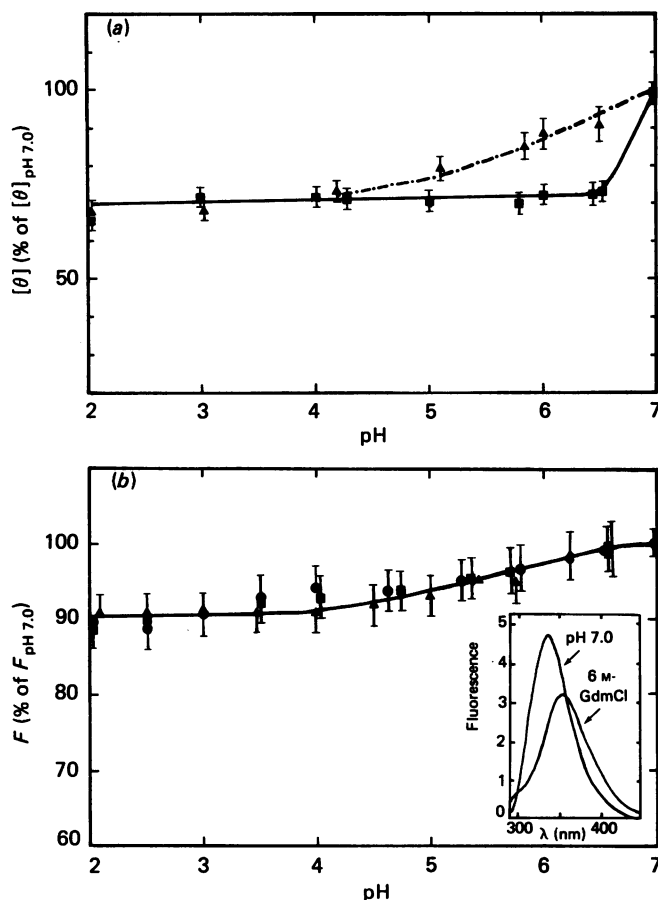 (a)
100
50
[θ] (% of [θ]pH 7.0)
2 3 4 5 6 7
pH
(b)
100
90
80
70
60
F (% of FpH 7.0)
2 3 4 5 6 7
pH
5
4
3
2
1
0
Fluorescence
pH 7.0
6 M-
GdmCl
300 350 400
λ (nm)